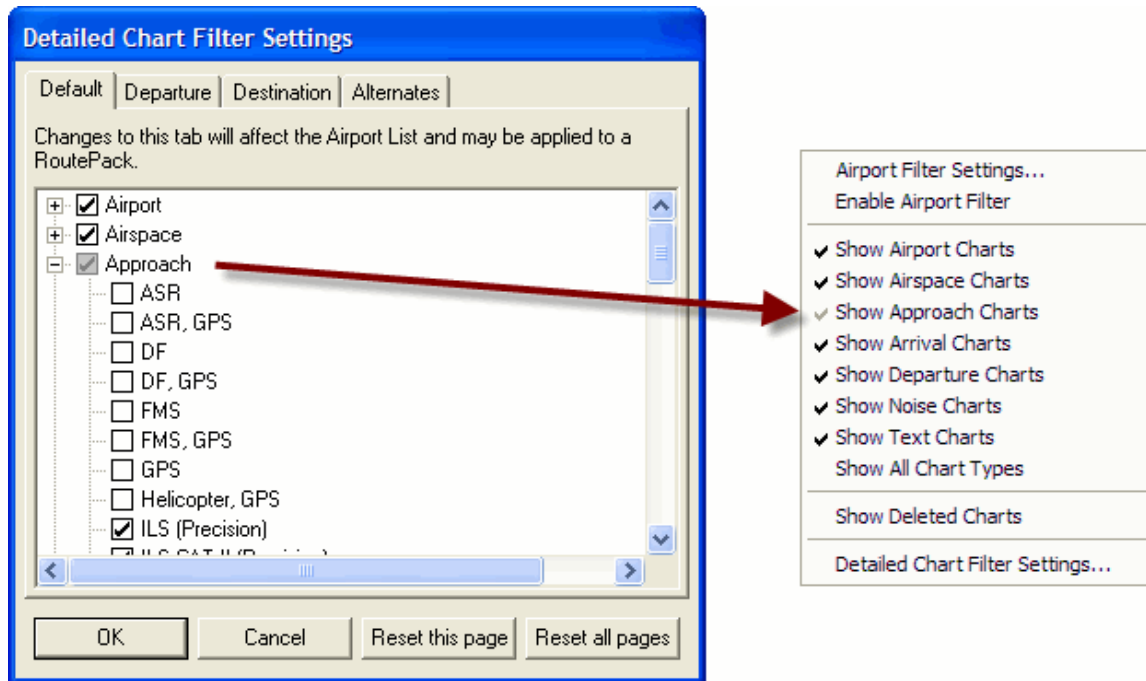 Detailed Chart Filter Settings
Default Departure Destination Alternates
Changes to this tab will affect the Airport List and may be applied to a
RoutePack.
Airport
Airspace
Approach
ASR
ASR, GPS
DF
DF, GPS
FMS
FMS, GPS
GPS
Helicopter, GPS
ILS (Precision)
ILS CAT II (Precision)
OK Cancel Reset this page Reset all pages
Airport Filter Settings...
Enable Airport Filter
Show Airport Charts
Show Airspace Charts
Show Approach Charts
Show Arrival Charts
Show Departure Charts
Show Noise Charts
Show Text Charts
Show All Chart Types
Show Deleted Charts
Detailed Chart Filter Settings...